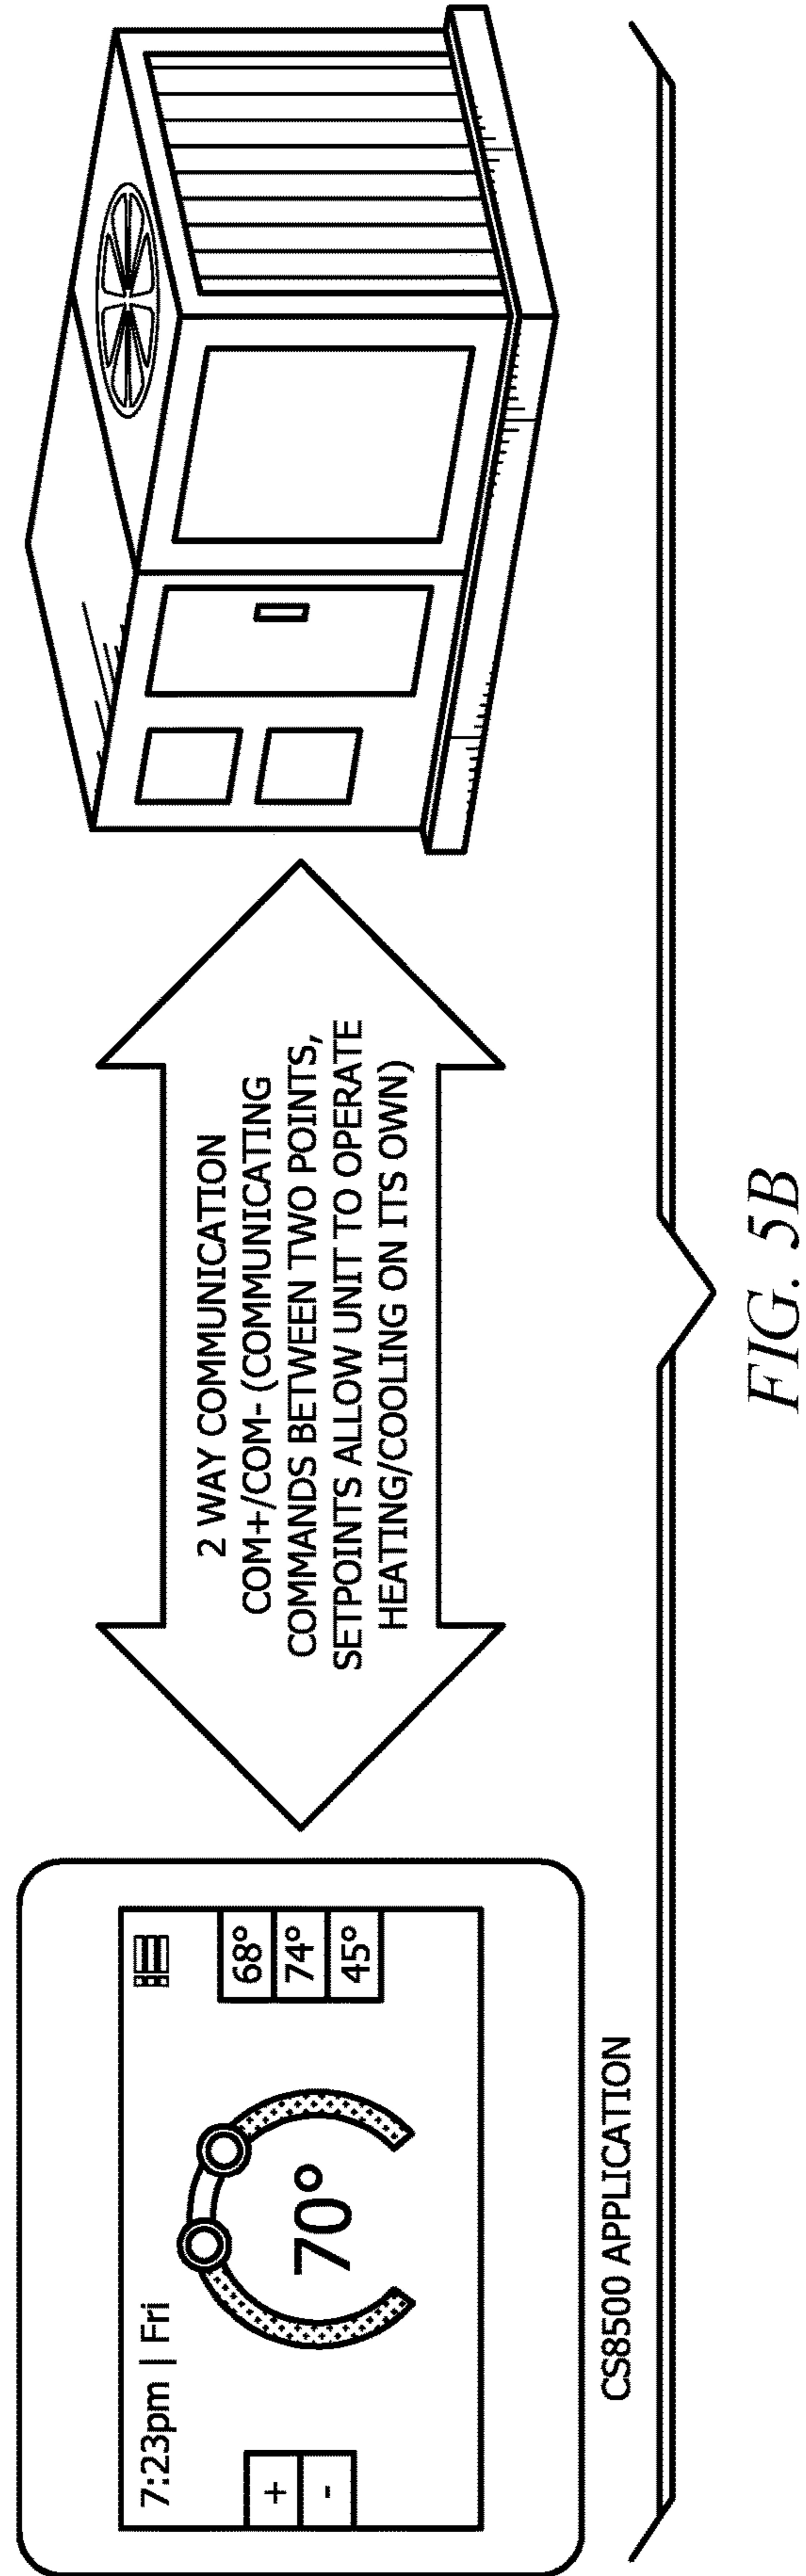 7:23pm | Fri
+
-
70°
68°
74°
45°
CS8500 APPLICATION
2 WAY COMMUNICATION
COM+/COM- (COMMUNICATING
COMMANDS BETWEEN TWO POINTS,
SETPOINTS ALLOW UNIT TO OPERATE
HEATING/COOLING ON ITS OWN)
FIG. 5B